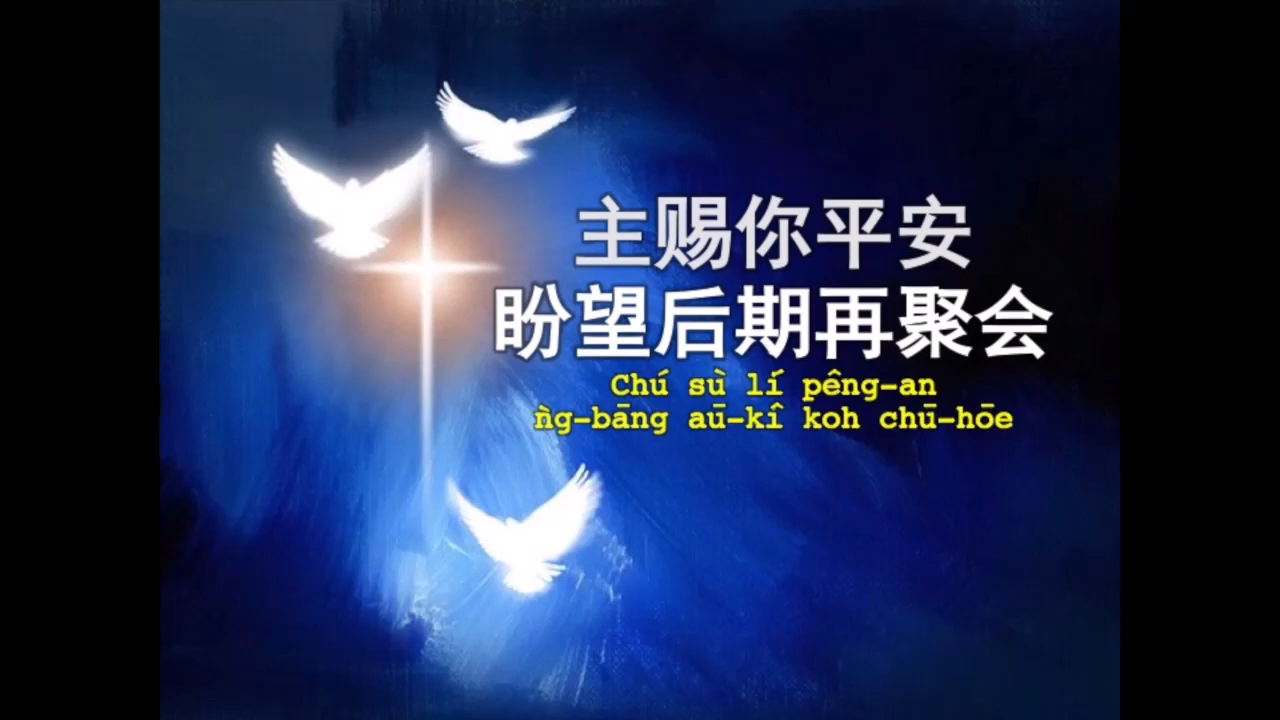 主赐你平安
盼望后期再聚会
Chú sù lí pêng-an
ǹg-bāng aū-kî koh chū-hōe